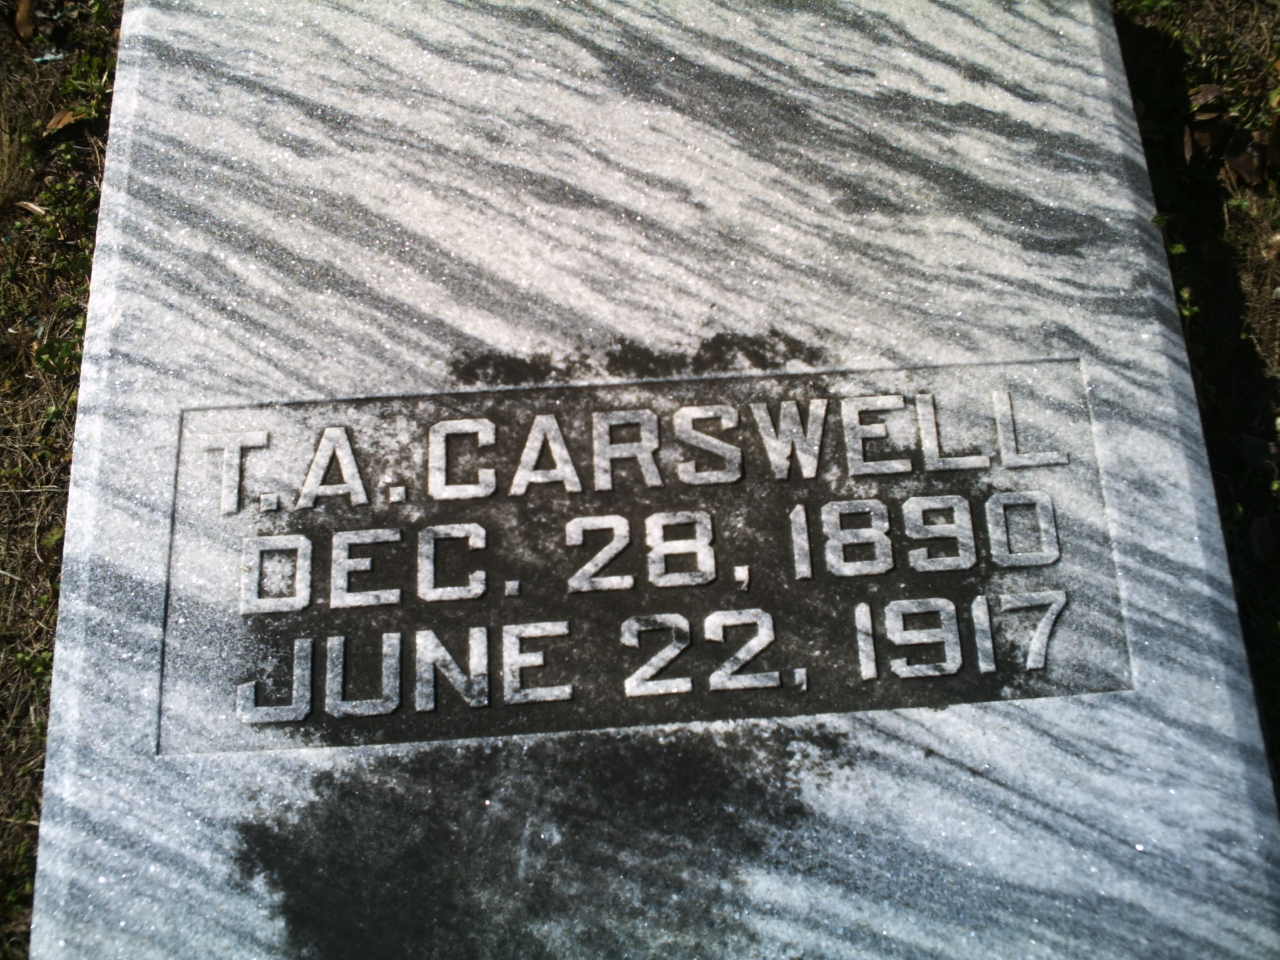 T.A. CARSWELL
DEC. 28, 1890
JUNE 22, 1917